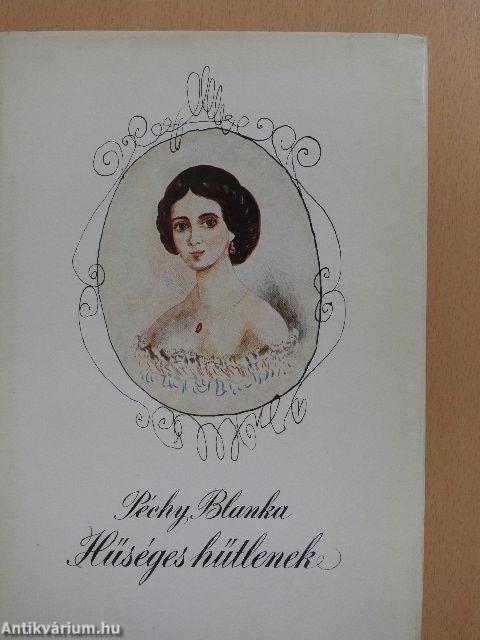 Péchy Blanka
Hűséges hűtlenek
Antikvárium.hu